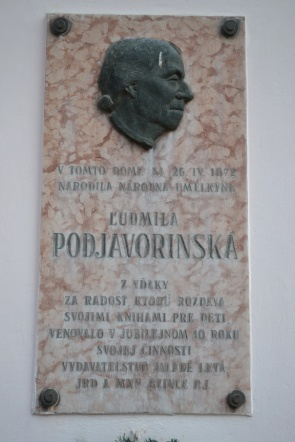 V TOMTO DOME SA 26. IV. 1872
NARODILA NÁRODNÁ UMELKYŇA
ĽUDMILA
PODJAVORINSKÁ
Z VĎAKY
ZA RADOSŤ KTORÚ ROZDÁVA
SVOJIMI KNIHAMI PRE DETI
VENOVALO V JUBILEJNOM 10 ROKU
SVOJEJ ČINNOSTI
VYDAVATEĽSTVO MLADÉ LETÁ
JRD A MNV BZINCE P. J.